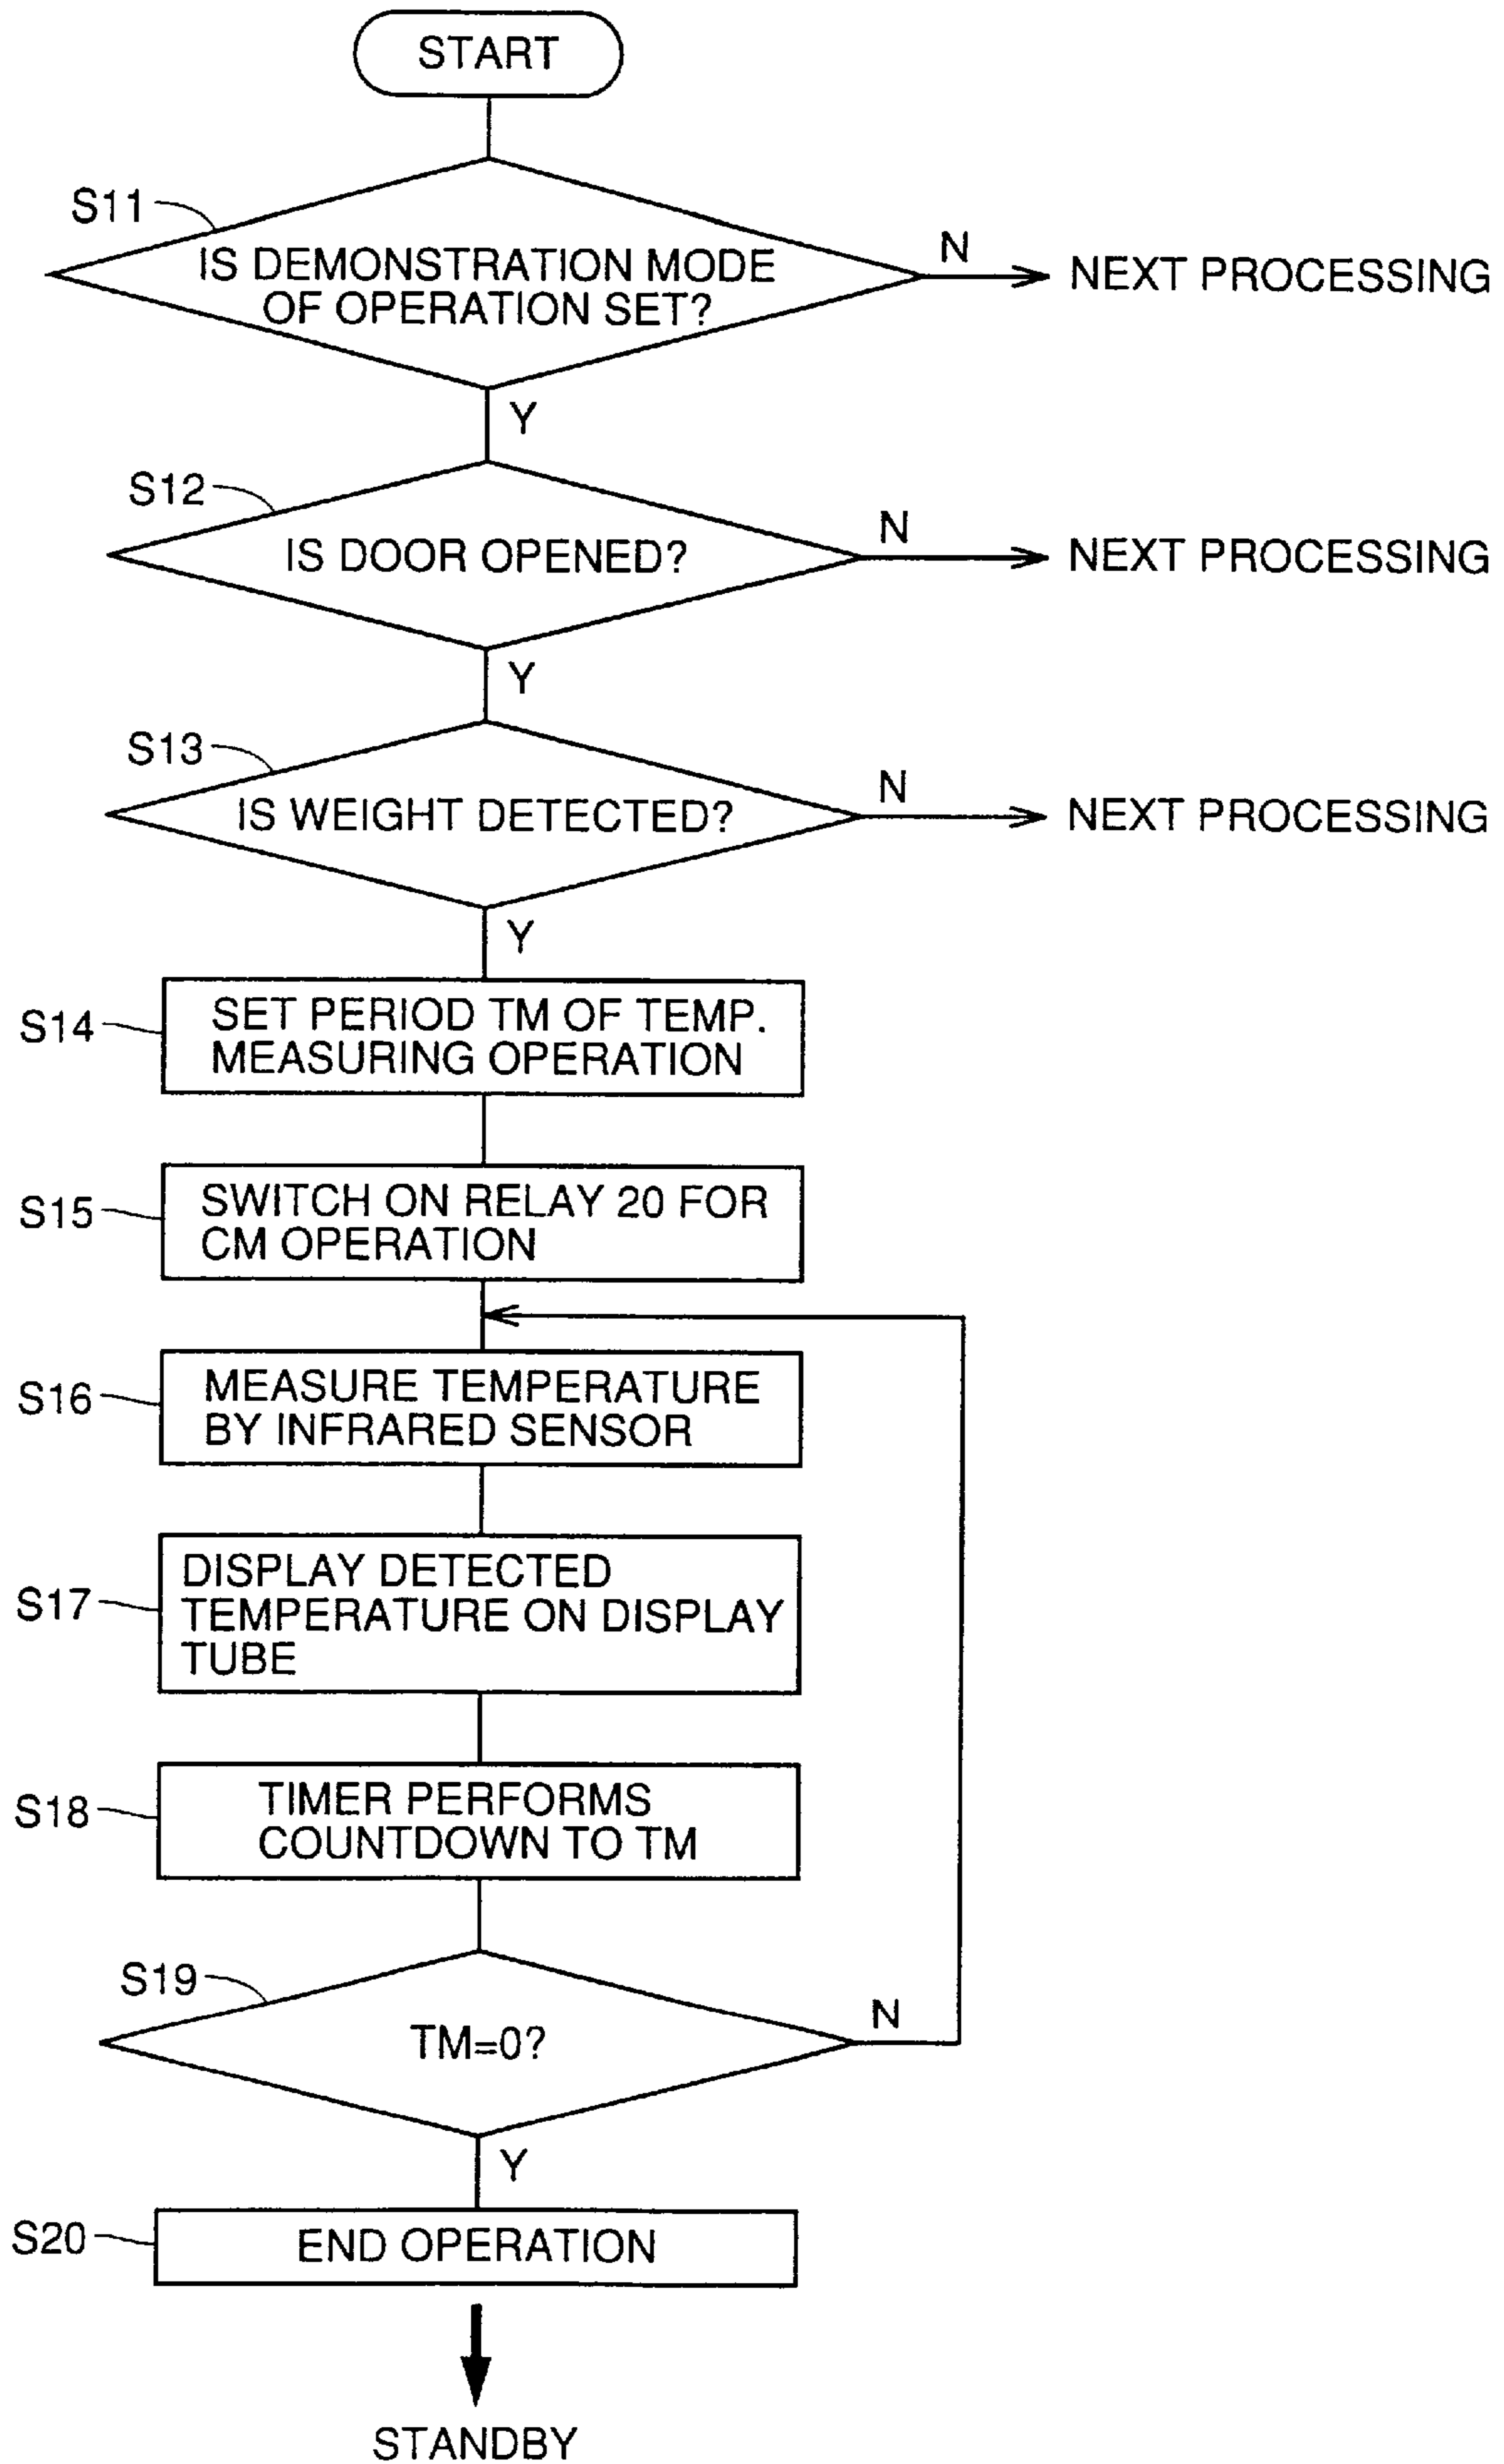 START
S11
IS DEMONSTRATION MODE
OF OPERATION SET?
N
NEXT PROCESSING
Y
S12
IS DOOR OPENED?
N
NEXT PROCESSING
Y
S13
IS WEIGHT DETECTED?
N
NEXT PROCESSING
Y
S14
SET PERIOD TM OF TEMP.
MEASURING OPERATION
S15
SWITCH ON RELAY 20 FOR
CM OPERATION
S16
MEASURE TEMPERATURE
BY INFRARED SENSOR
S17
DISPLAY DETECTED
TEMPERATURE ON DISPLAY
TUBE
S18
TIMER PERFORMS
COUNTDOWN TO TM
S19
TM=0?
N
Y
S20
END OPERATION
STANDBY